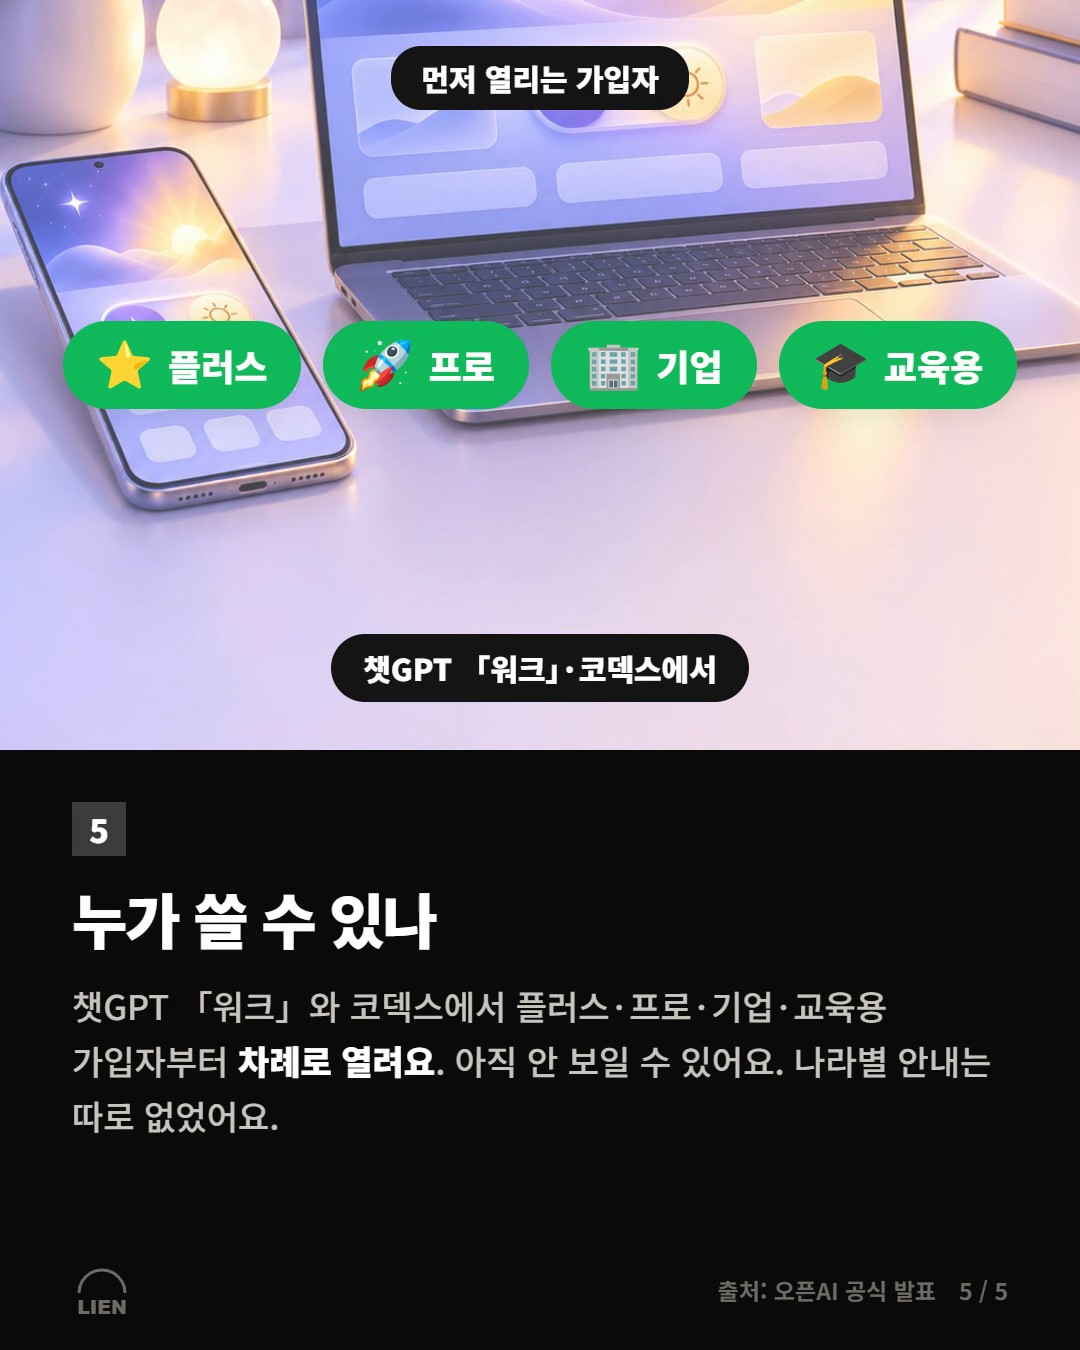 먼저 열리는 가입자
⭐ 플러스
🚀 프로
🏢 기업
🎓 교육용
챗GPT 「워크」·코덱스에서
5
누가 쓸 수 있나
챗GPT 「워크」와 코덱스에서 플러스·프로·기업·교육용
가입자부터 차례로 열려요. 아직 안 보일 수 있어요. 나라별 안내는
따로 없었어요.
LIEN
출처: 오픈AI 공식 발표 5 / 5